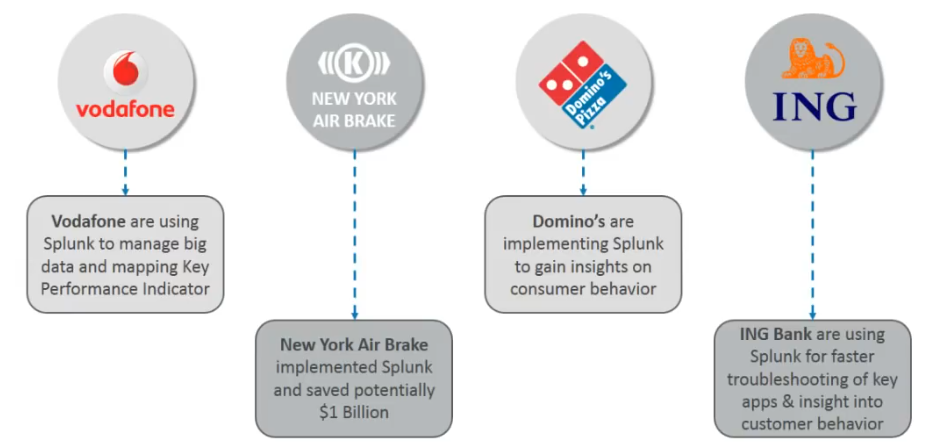 vodafone
NEW YORK
AIR BRAKE
Domino's
Pizza
ING
Vodafone are using
Splunk to manage big
data and mapping Key
Performance Indicator
New York Air Brake
implemented Splunk
and saved potentially
$1 Billion
Domino's are
implementing Splunk
to gain insights on
consumer behavior
ING Bank are using
Splunk for faster
troubleshooting of key
apps & insight into
customer behavior